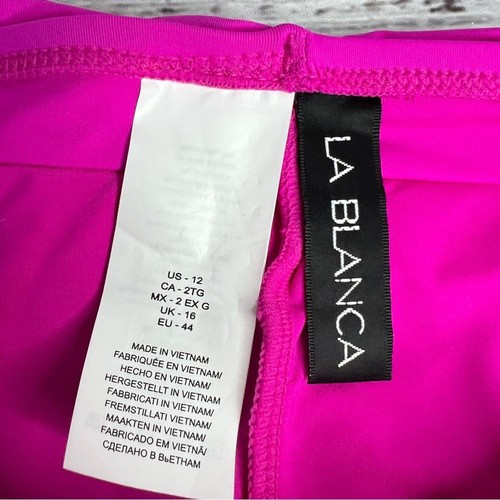 US - 12
CA - 2TG
MX - 2 EX G
UK - 16
EU - 44
MADE IN VIETNAM
FABRIQUÉE EN VIETNAM/
HECHO EN VIETNAM/
HERGESTELLT IN VIETNAM/
FABBRICATI IN VIETNAM/
FREMSTILLATI VIETNAM/
MAAKTEN IN VIETNAM/
FABRICADO EM VIETNAM/
СДЕЛАНО В ВЬЕТНАМ
LA BLANCA